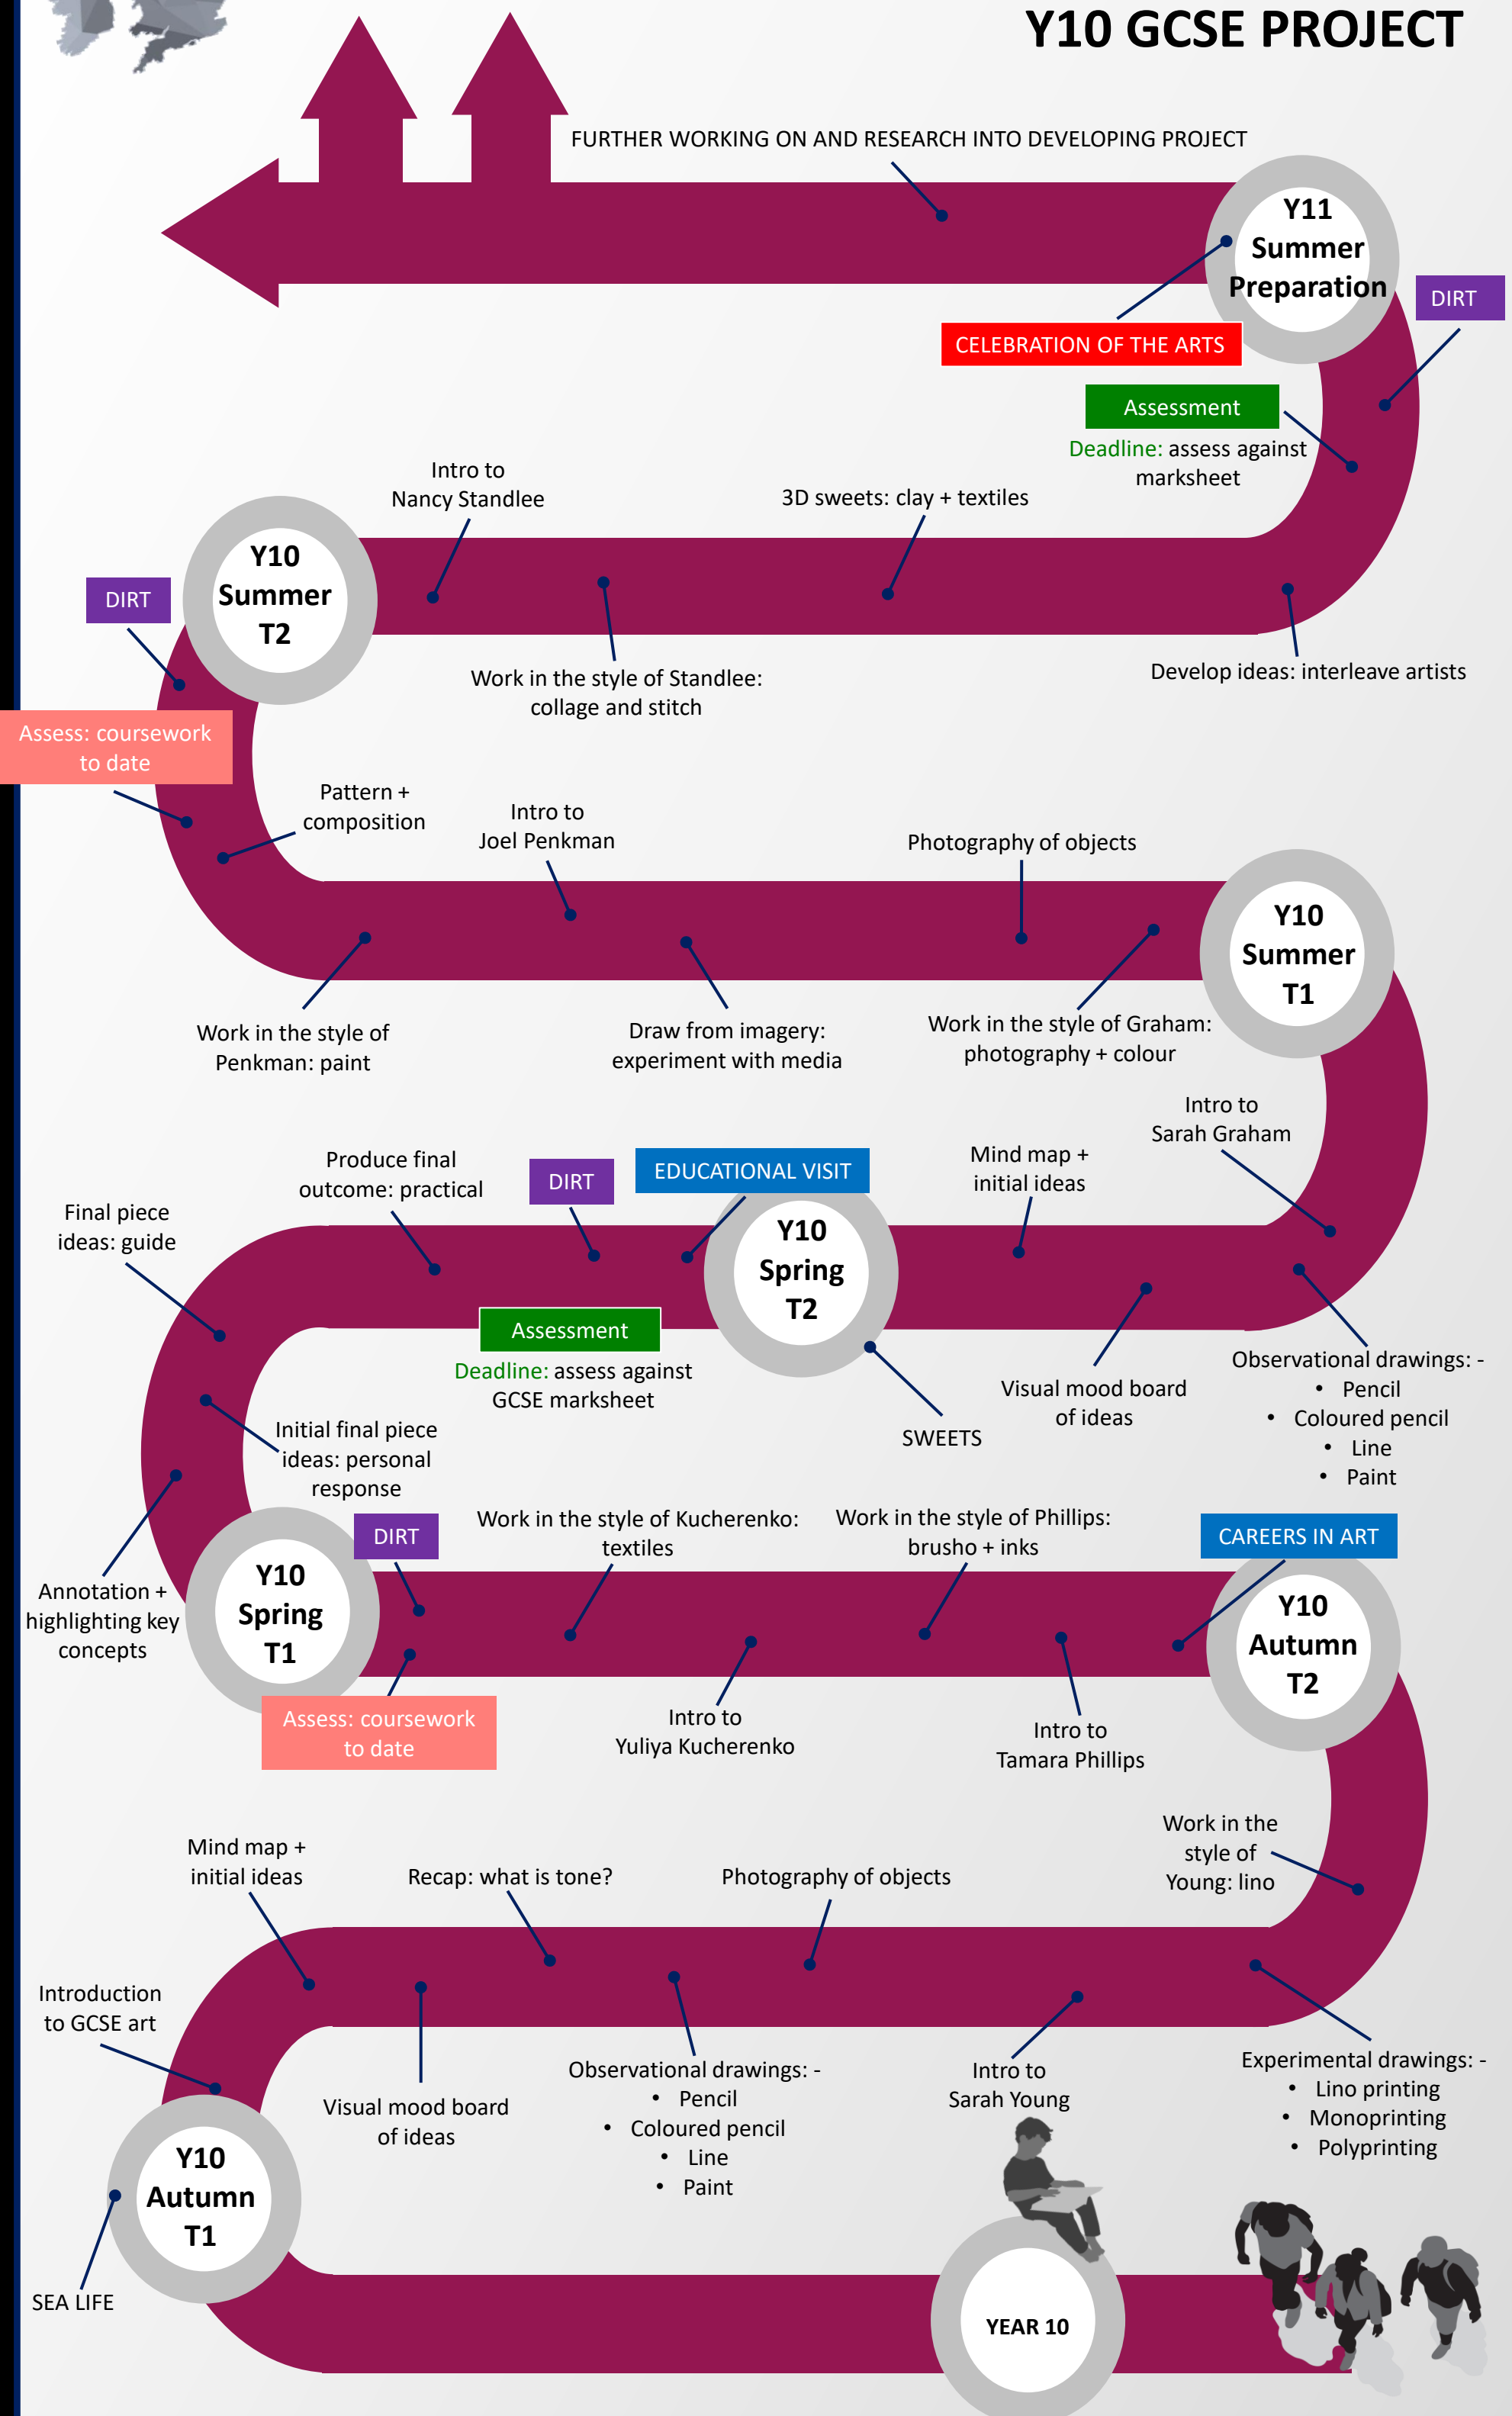 Y10 GCSE PROJECT
FURTHER WORKING ON AND RESEARCH INTO DEVELOPING PROJECT
Y11
Summer
Preparation
DIRT
CELEBRATION OF THE ARTS
Assessment
Deadline: assess against
marksheet
Intro to
Nancy Standlee
3D sweets: clay + textiles
Y10
Summer
T2
DIRT
Work in the style of Standlee:
collage and stitch
Develop ideas: interleave artists
Assess: coursework
to date
Pattern +
composition
Intro to
Joel Penkman
Photography of objects
Y10
Summer
T1
Work in the style of
Penkman: paint
Draw from imagery:
experiment with media
Work in the style of Graham:
photography + colour
Intro to
Sarah Graham
Mind map +
initial ideas
EDUCATIONAL VISIT
DIRT
Produce final
outcome: practical
Final piece
ideas: guide
Y10
Spring
T2
Assessment
Deadline: assess against
GCSE marksheet
SWEETS
Visual mood board
of ideas
Observational drawings: -
• Pencil
• Coloured pencil
• Line
• Paint
Initial final piece
ideas: personal
response
Annotation +
highlighting key
concepts
Y10
Spring
T1
DIRT
Work in the style of Kucherenko:
textiles
Work in the style of Phillips:
brusho + inks
CAREERS IN ART
Y10
Autumn
T2
Assess: coursework
to date
Intro to
Yuliya Kucherenko
Intro to
Tamara Phillips
Work in the
style of
Young: lino
Mind map +
initial ideas
Recap: what is tone?
Photography of objects
Introduction
to GCSE art
Visual mood board
of ideas
Observational drawings: -
• Pencil
• Coloured pencil
• Line
• Paint
Intro to
Sarah Young
Experimental drawings: -
• Lino printing
• Monoprinting
• Polyprinting
Y10
Autumn
T1
SEA LIFE
YEAR 10